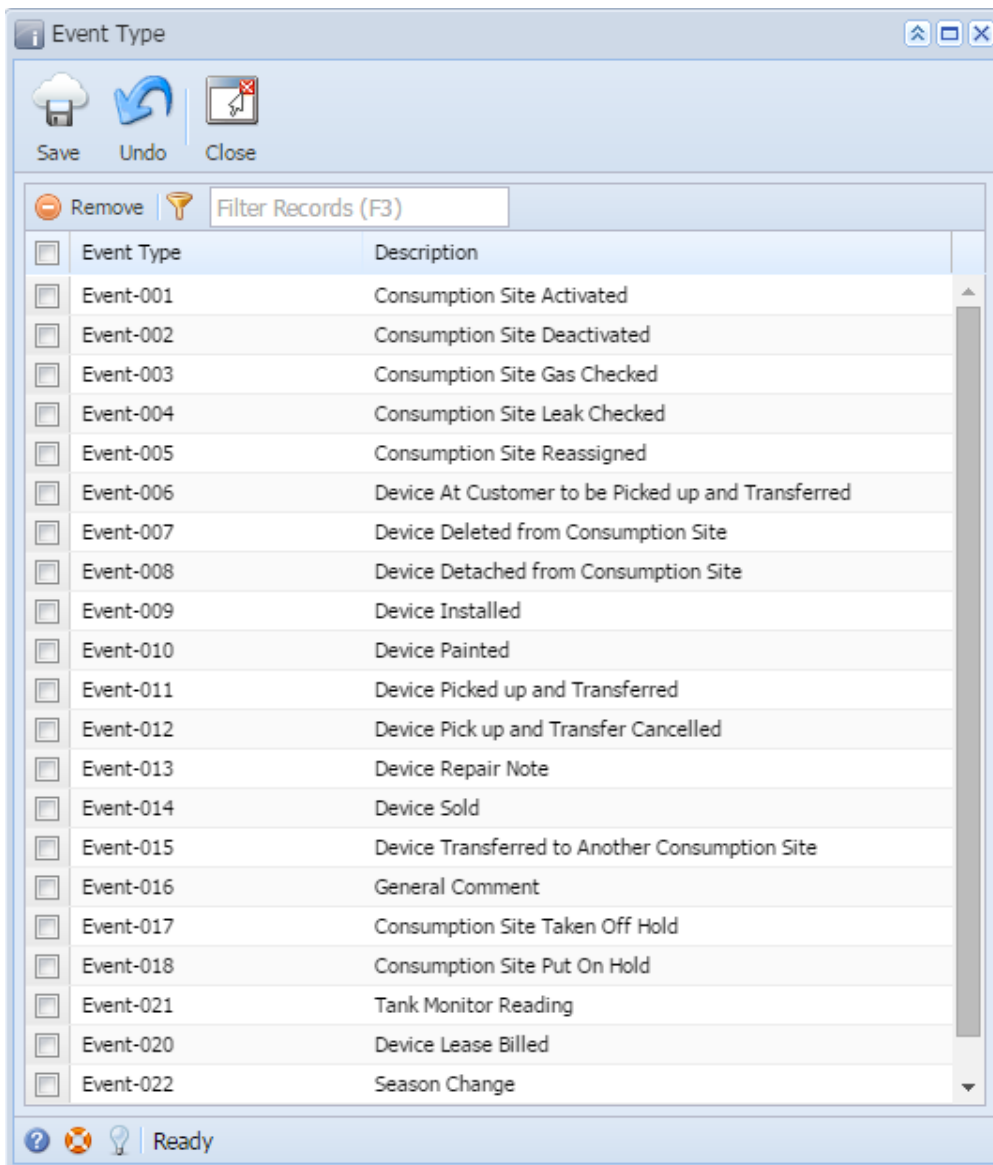 Event Type
Save Undo Close
Remove Filter Records (F3)
Event Type Description
Event-001 Consumption Site Activated
Event-002 Consumption Site Deactivated
Event-003 Consumption Site Gas Checked
Event-004 Consumption Site Leak Checked
Event-005 Consumption Site Reassigned
Event-006 Device At Customer to be Picked up and Transferred
Event-007 Device Deleted from Consumption Site
Event-008 Device Detached from Consumption Site
Event-009 Device Installed
Event-010 Device Painted
Event-011 Device Picked up and Transferred
Event-012 Device Pick up and Transfer Cancelled
Event-013 Device Repair Note
Event-014 Device Sold
Event-015 Device Transferred to Another Consumption Site
Event-016 General Comment
Event-017 Consumption Site Taken Off Hold
Event-018 Consumption Site Put On Hold
Event-021 Tank Monitor Reading
Event-020 Device Lease Billed
Event-022 Season Change
Ready